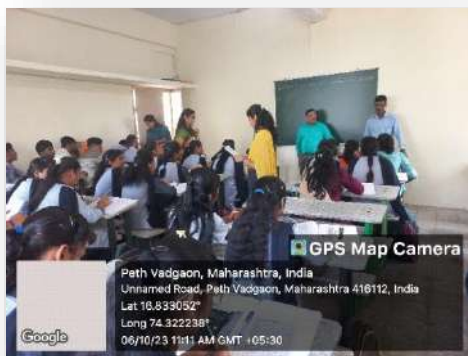 GPS Map Camera
Peth Vadgaon, Maharashtra, India
Unnamed Road, Peth Vadgaon, Maharashtra 416112, India
Lat 16.833052°
Long 74.322238°
06/10/23 11:11 AM GMT +05:30
Google